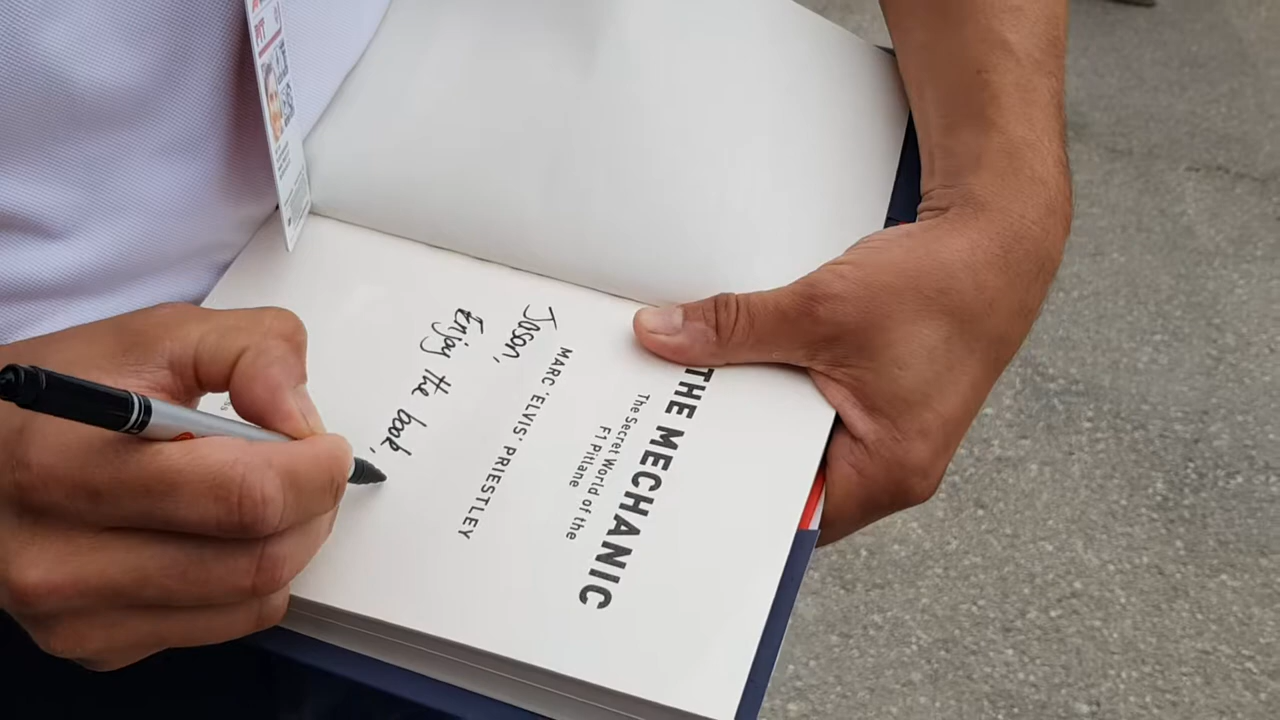 THE MECHANIC
The Secret World of the
F1 Pitlane
MARC 'ELVIS' PRIESTLEY
Jason,
Enjoy the book,